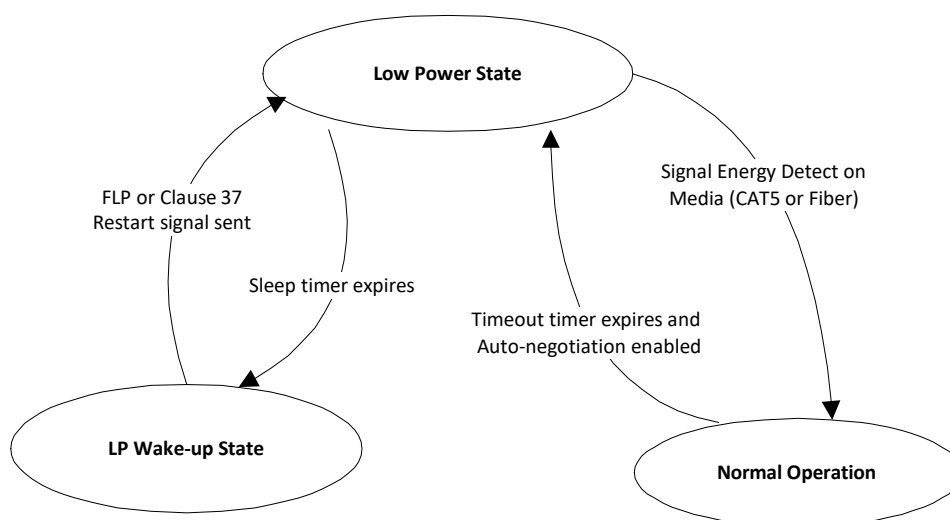 Low Power State
FLP or Clause 37
Restart signal sent
Signal Energy Detect on
Media (CAT5 or Fiber)
Sleep timer expires
Timeout timer expires and
Auto-negotiation enabled
LP Wake-up State
Normal Operation